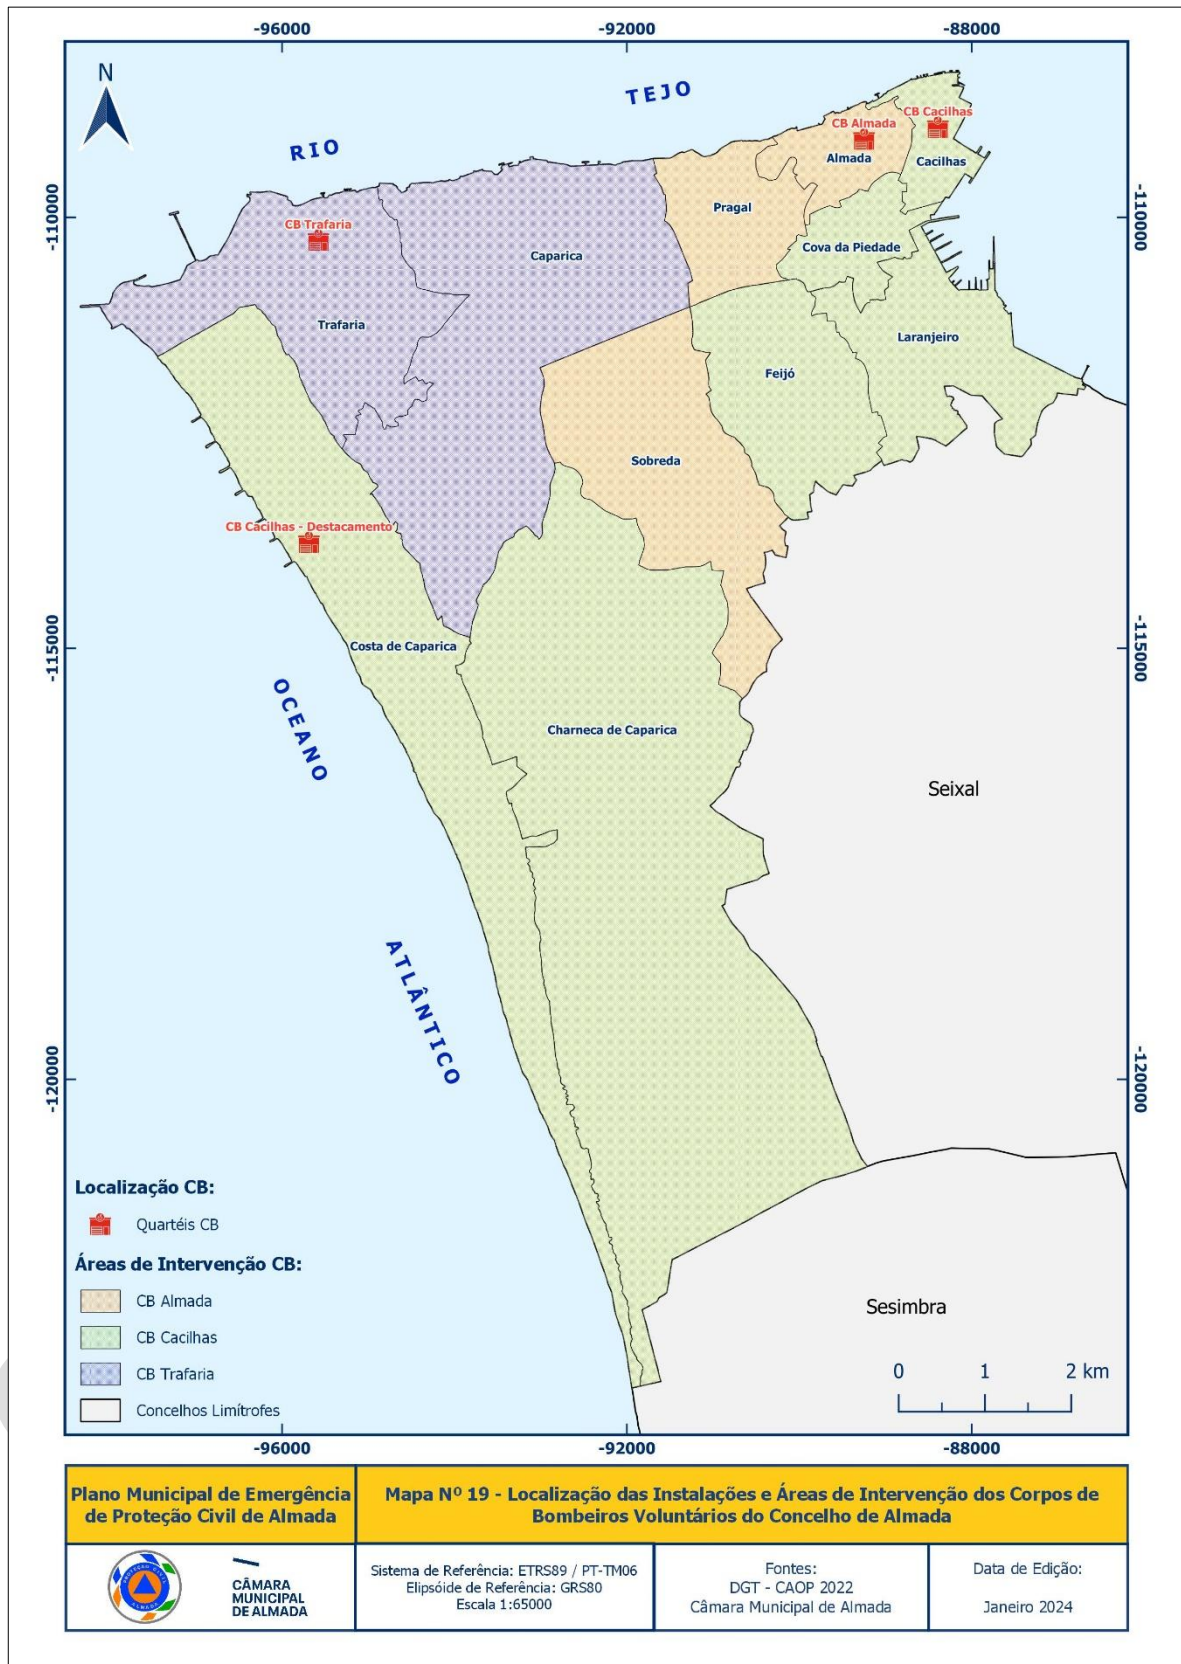 -96000
-92000
-88000
N
RIO
TEJO
CB Cacilhas
CB Almada
Almada
Cacilhas
-110000
-110000
Pragal
CB Trafaria
Cova da Piedade
Caparica
Trafaria
Laranjeiro
Feijó
Sobreda
CB Cacilhas - Destacamento
-115000
-115000
Costa de Caparica
OCEANO
Charneca de Caparica
Seixal
ATLÂNTICO
-120000
-120000
Localização CB:
Quartéis CB
Áreas de Intervenção CB:
CB Almada
CB Cacilhas
CB Trafaria
Concelhos Limítrofes
Sesimbra
0 1 2 km
-96000
-92000
-88000
Plano Municipal de Emergência
de Proteção Civil de Almada
Mapa Nº 19 - Localização das Instalações e Áreas de Intervenção dos Corpos de
Bombeiros Voluntários do Concelho de Almada
PROTEÇÃO CIVIL
ALMADA
CÂMARA
MUNICIPAL
DE ALMADA
Sistema de Referência: ETRS89 / PT-TM06
Elipsóide de Referência: GRS80
Escala 1:65000
Fontes:
DGT - CAOP 2022
Câmara Municipal de Almada
Data de Edição:
Janeiro 2024